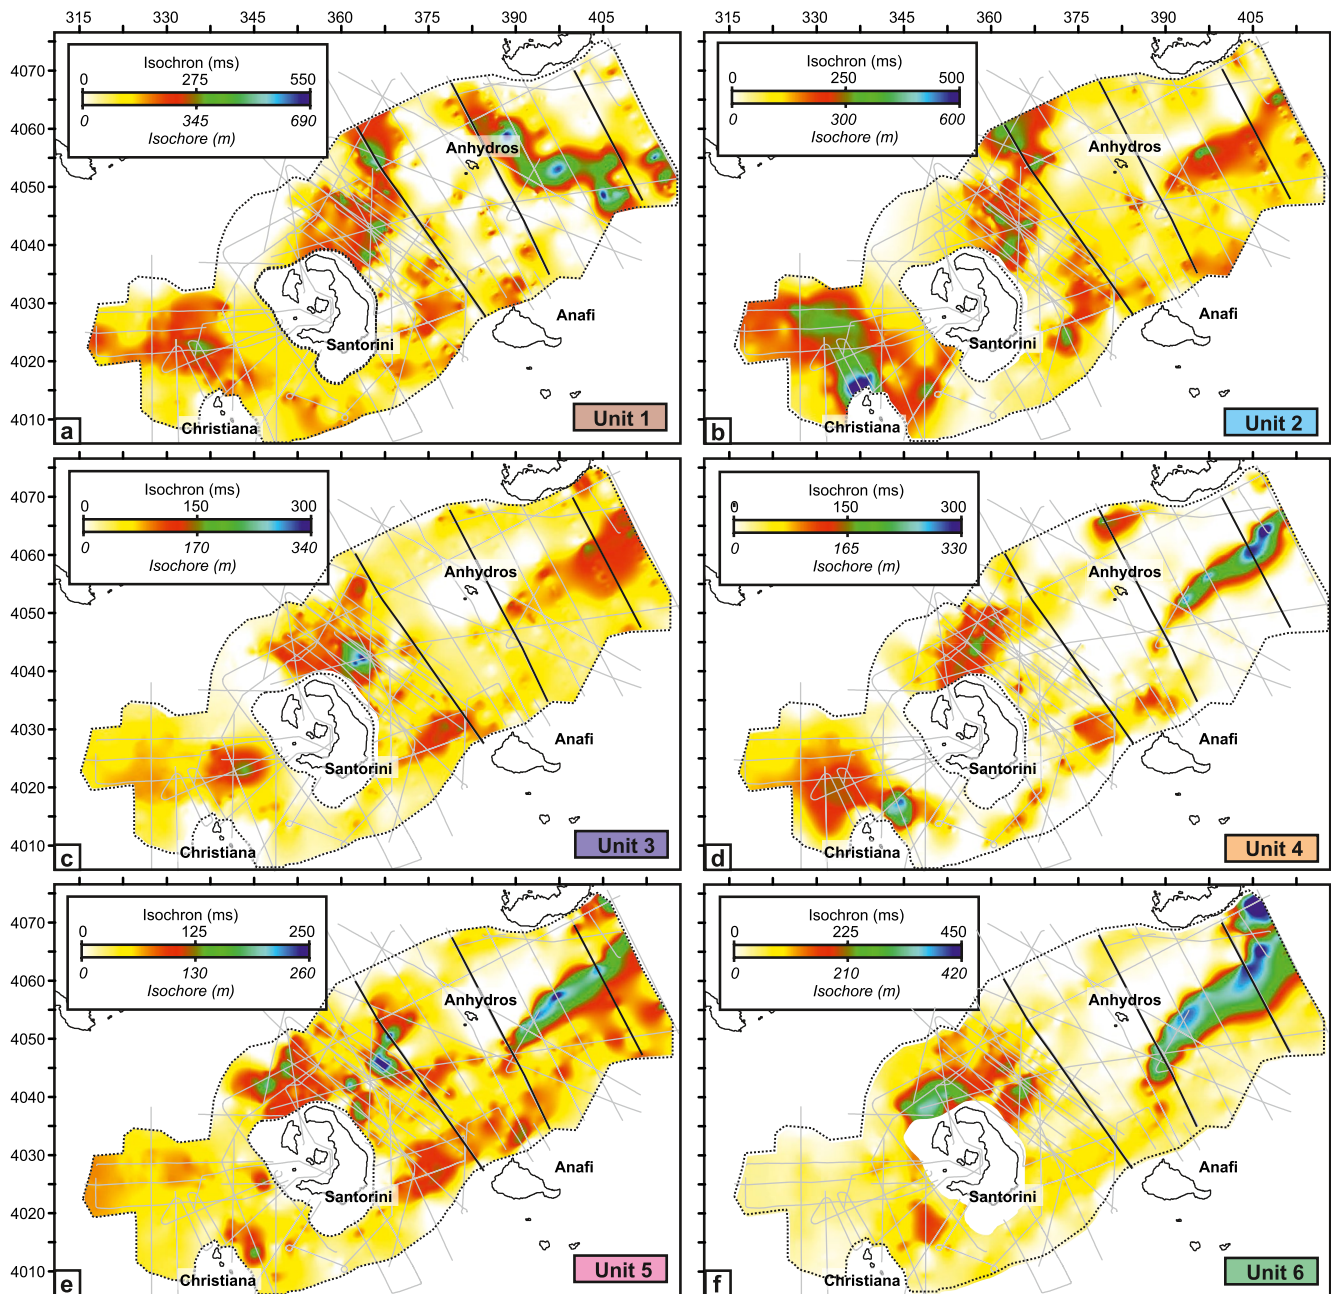 315 330 345 360 375 390 405
315 330 345 360 375 390 405
4070
4060
4050
4040
4030
4020
4010
Isochron (ms)
0 275 550
0 345 690
Isochore (m)
Anhydros
Anafi
Santorini
Christiana
a
Unit 1
Isochron (ms)
0 250 500
0 300 600
Isochore (m)
Anhydros
Anafi
Santorini
Christiana
b
Unit 2
4070
4060
4050
4040
4030
4020
4010
Isochron (ms)
0 150 300
0 170 340
Isochore (m)
Anhydros
Anafi
Santorini
Christiana
c
Unit 3
Isochron (ms)
0 150 300
0 165 330
Isochore (m)
Anhydros
Anafi
Santorini
Christiana
d
Unit 4
4070
4060
4050
4040
4030
4020
4010
Isochron (ms)
0 125 250
0 130 260
Isochore (m)
Anhydros
Anafi
Santorini
Christiana
e
Unit 5
Isochron (ms)
0 225 450
0 210 420
Isochore (m)
Anhydros
Anafi
Santorini
Christiana
f
Unit 6